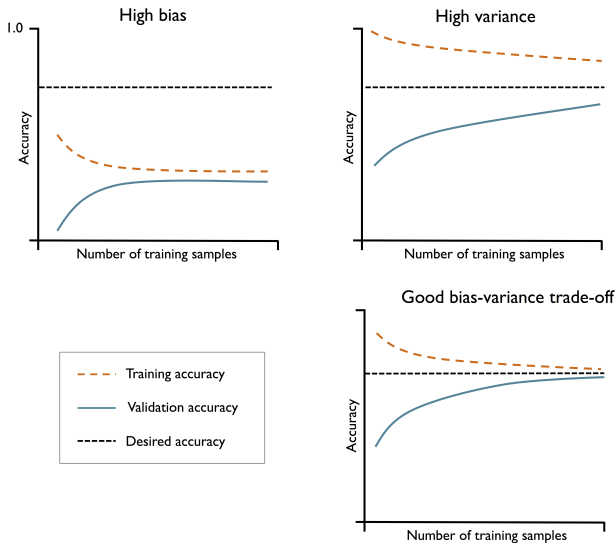 High bias
1.0
Accuracy
Number of training samples
High variance
Accuracy
Number of training samples
Training accuracy
Validation accuracy
Desired accuracy
Good bias-variance trade-off
Accuracy
Number of training samples